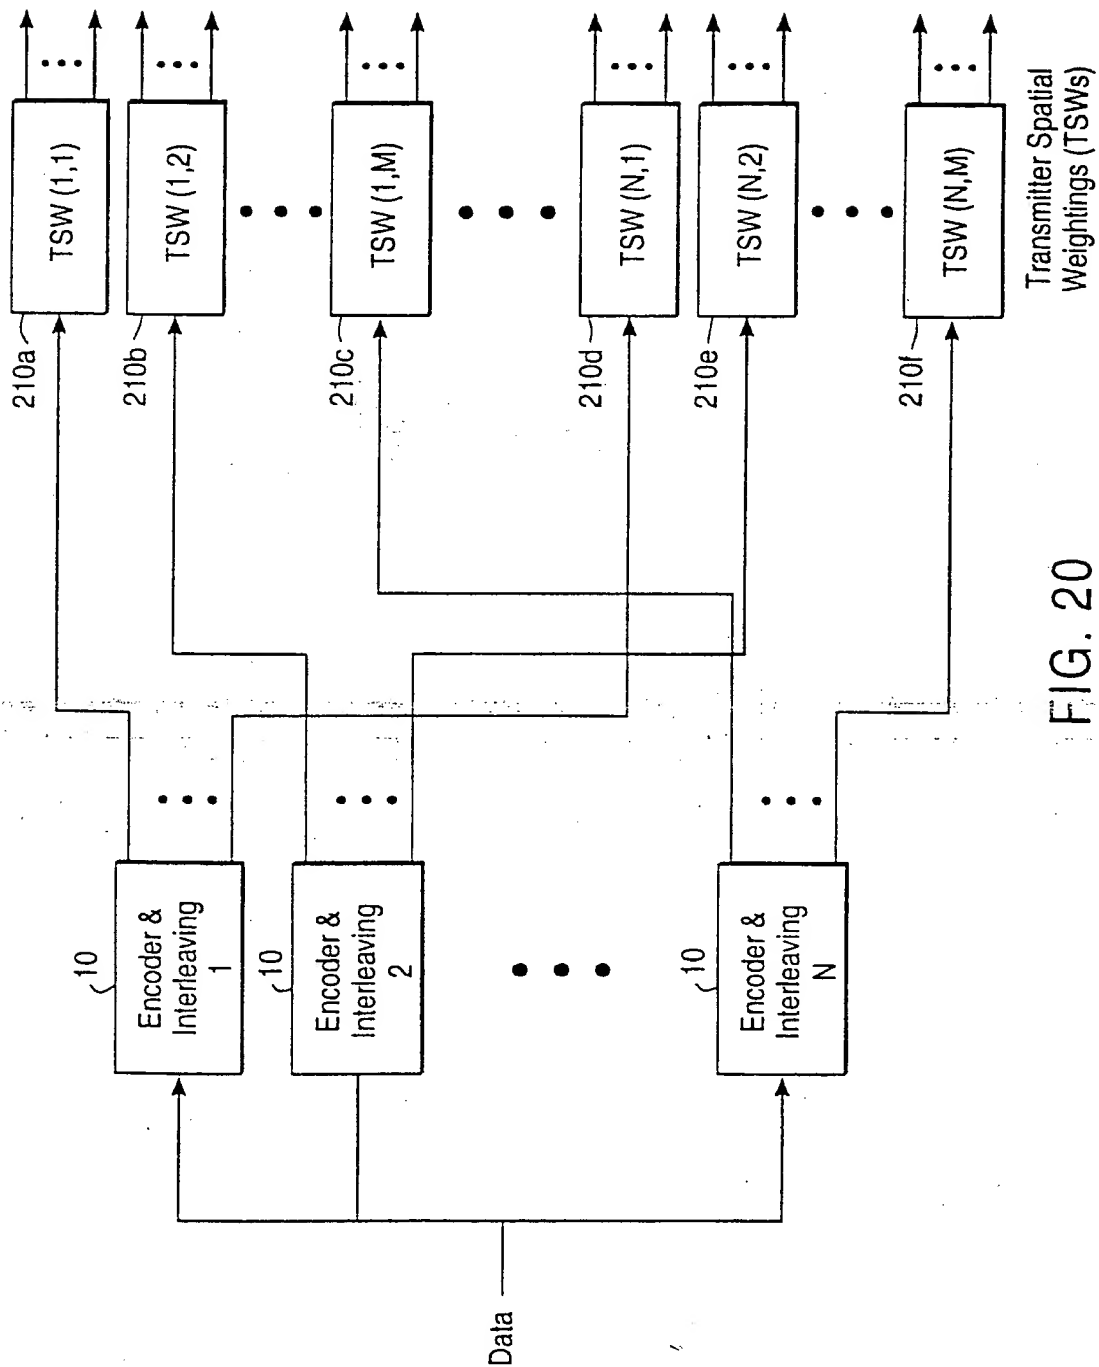 Data
10
Encoder &
Interleaving
1
10
Encoder &
Interleaving
2
10
Encoder &
Interleaving
N
210a
TSW (1,1)
210b
TSW (1,2)
210c
TSW (1,M)
210d
TSW (N,1)
210e
TSW (N,2)
210f
TSW (N,M)
Transmitter Spatial
Weightings (TSWs)
FIG. 20